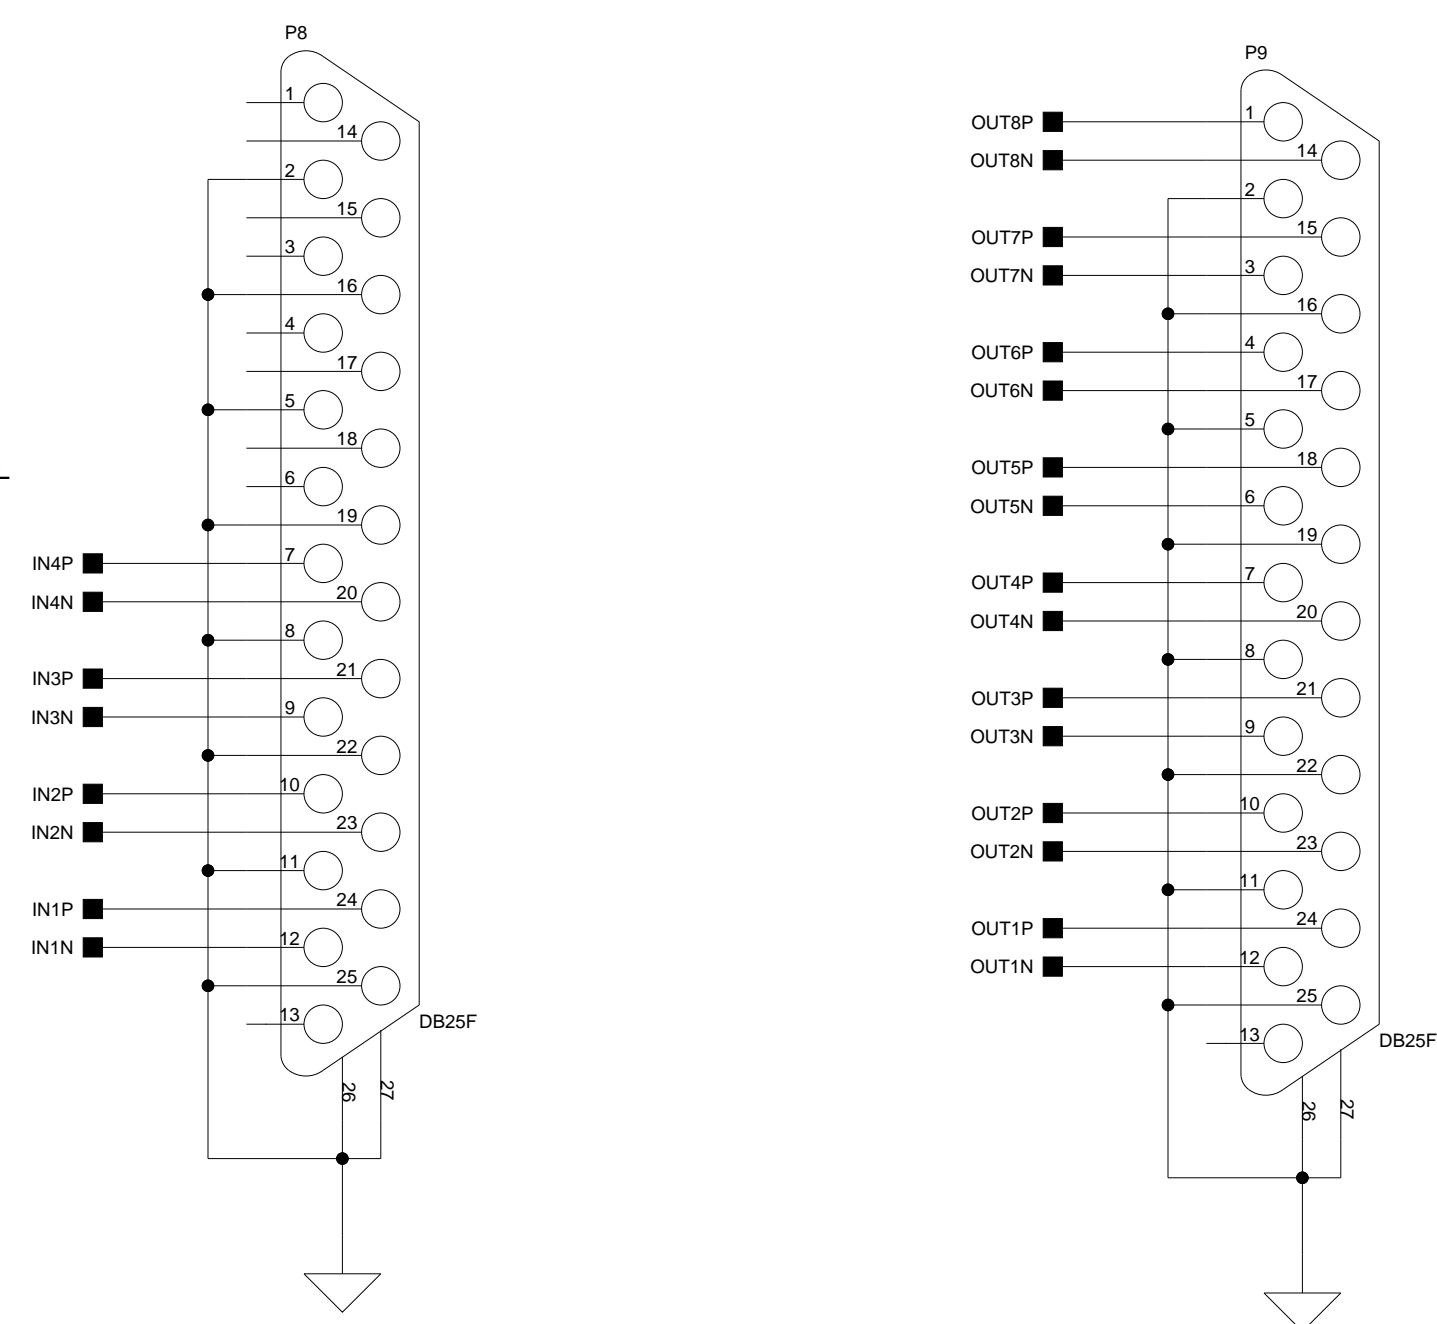 P8
1
14
2
15
3
16
4
17
5
18
6
19
IN4P 7
IN4N 20
8
IN3P 21
IN3N 9
22
IN2P 10
IN2N 23
11
IN1P 24
IN1N 12
25
13
DB25F
26
27
P9
OUT8P 1
OUT8N 14
2
OUT7P 15
OUT7N 3
16
OUT6P 4
OUT6N 17
5
OUT5P 18
OUT5N 6
19
OUT4P 7
OUT4N 20
8
OUT3P 21
OUT3N 9
22
OUT2P 10
OUT2N 23
11
OUT1P 24
OUT1N 12
25
13
DB25F
26
27